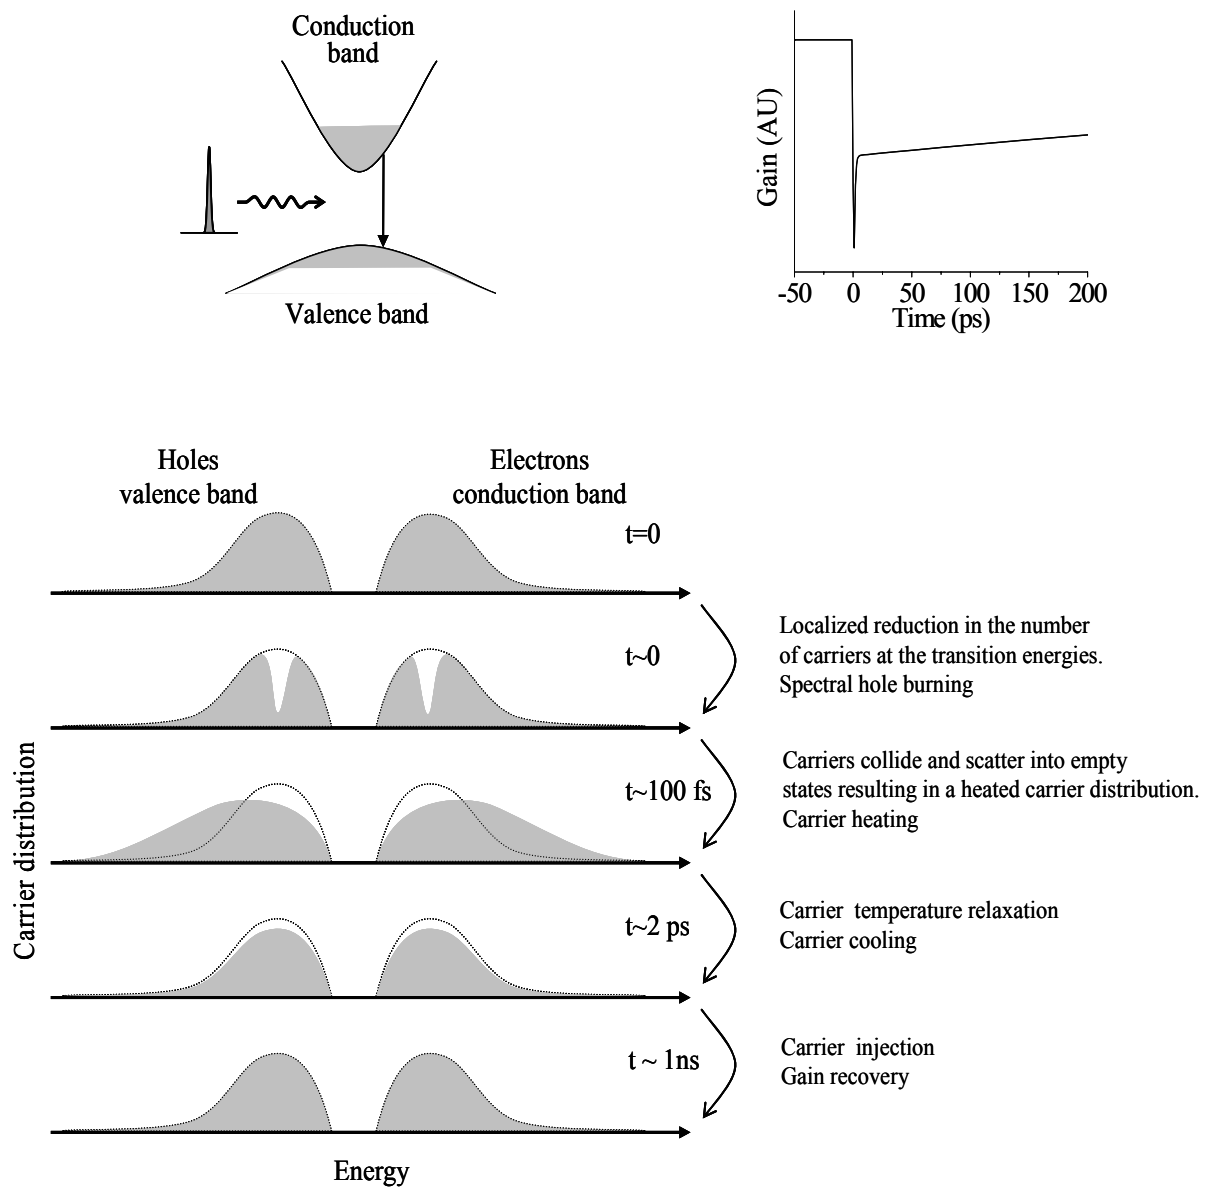 Conduction
band
Valence band
Gain (AU)
-50 0 50 100 150 200
Time (ps)
Holes
valence band
Electrons
conduction band
t=0
Localized reduction in the number
of carriers at the transition energies.
Spectral hole burning
t~0
Carriers collide and scatter into empty
states resulting in a heated carrier distribution.
Carrier heating
t~100 fs
Carrier distribution
Carrier temperature relaxation
Carrier cooling
t~2 ps
Carrier injection
Gain recovery
t ~ 1ns
Energy